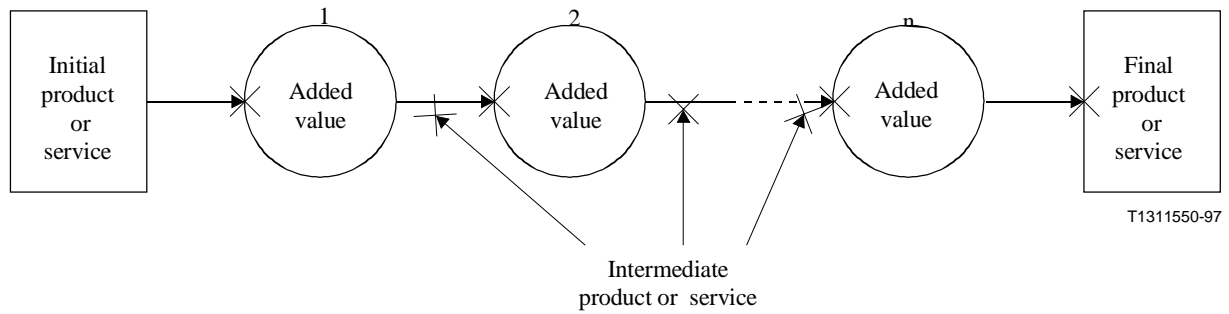 1
2
n
Initial
product
or
service
Added
value
Added
value
Added
value
Final
product
or
service
T1311550-97
Intermediate
product or service